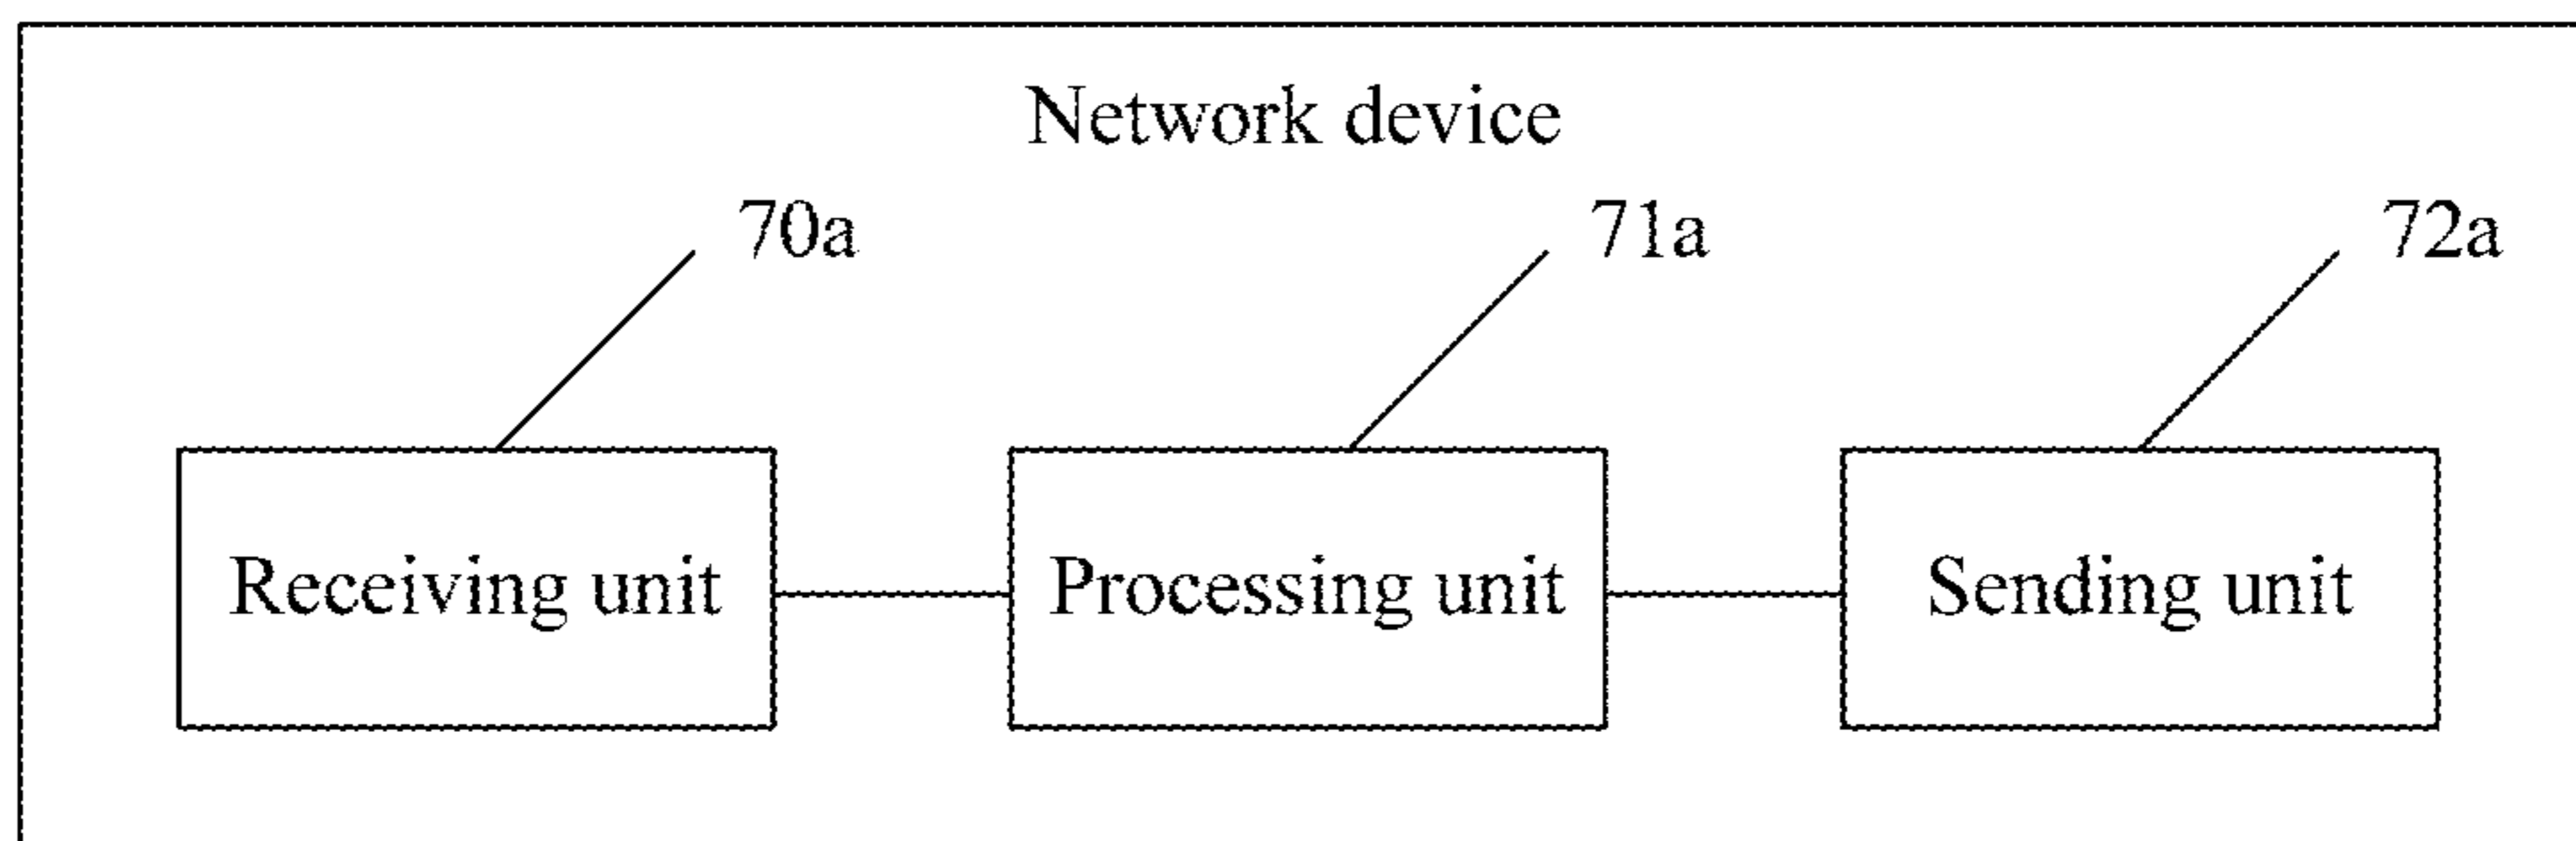 Network device
70a 71a 72a
Receiving unit Processing unit Sending unit